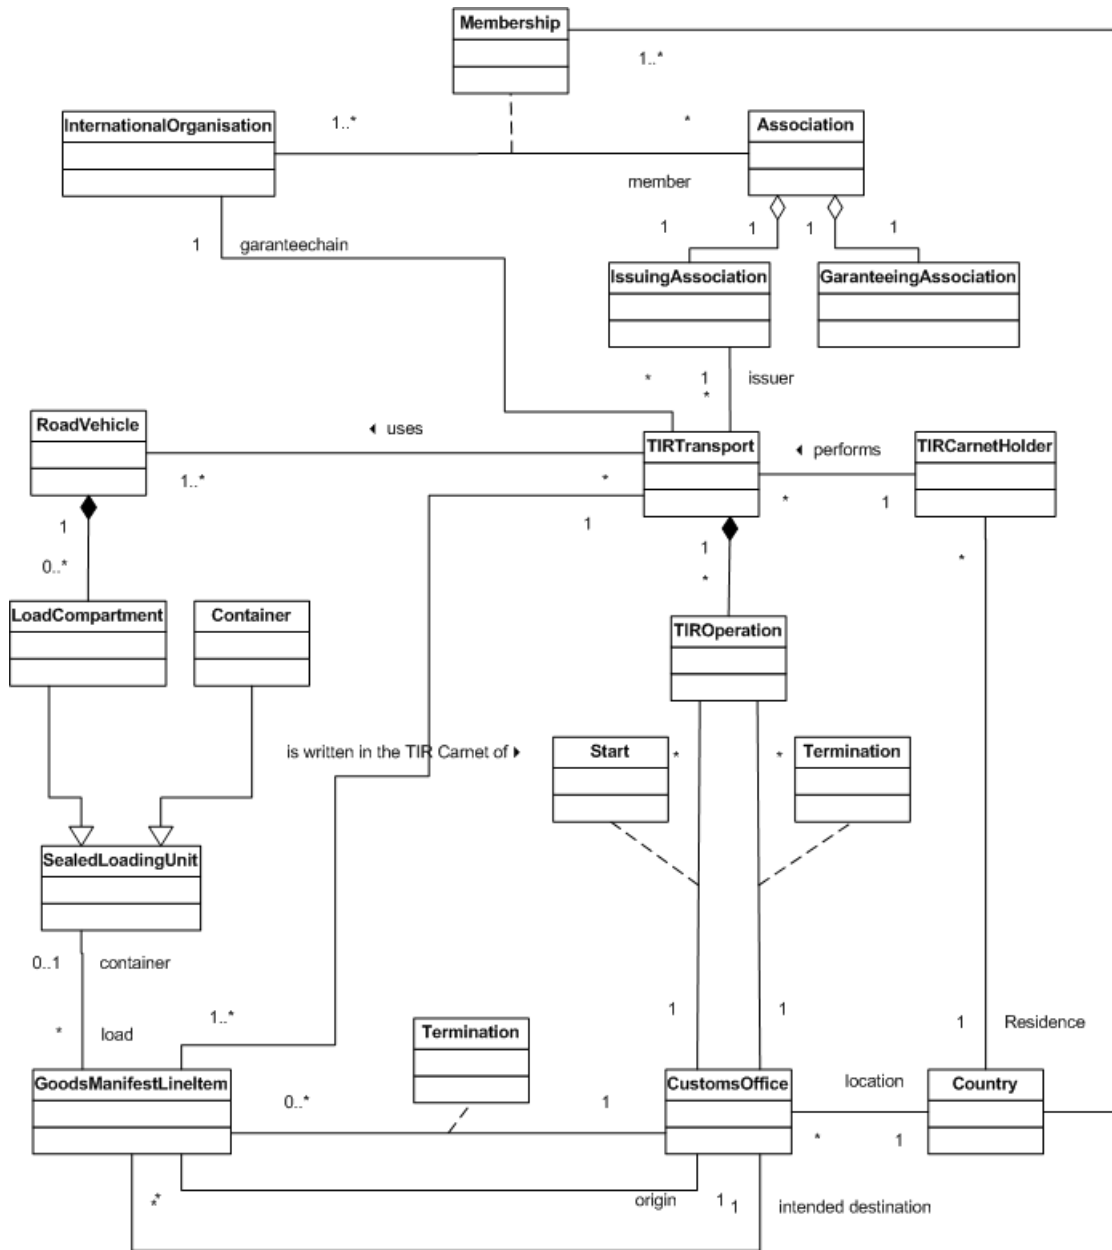 Membership
1..*
InternationalOrganisation
1..*
*
Association
member
1
garanteechain
1
1
1
1
IssuingAssociation
GaranteeingAssociation
*
1
issuer
*
RoadVehicle
uses
TIRTransport
performs
TIRCarnetHolder
1..*
*
*
1
1
1
1
*
0..*
*
LoadCompartment
Container
TIROperation
is written in the TIR Carnet of
Start
*
*
Termination
SealedLoadingUnit
0..1
container
*
load
1..*
1
1
1
Residence
Termination
GoodsManifestLineItem
CustomsOffice
location
Country
0..*
1
*
1
*
*
origin
1
1
intended destination